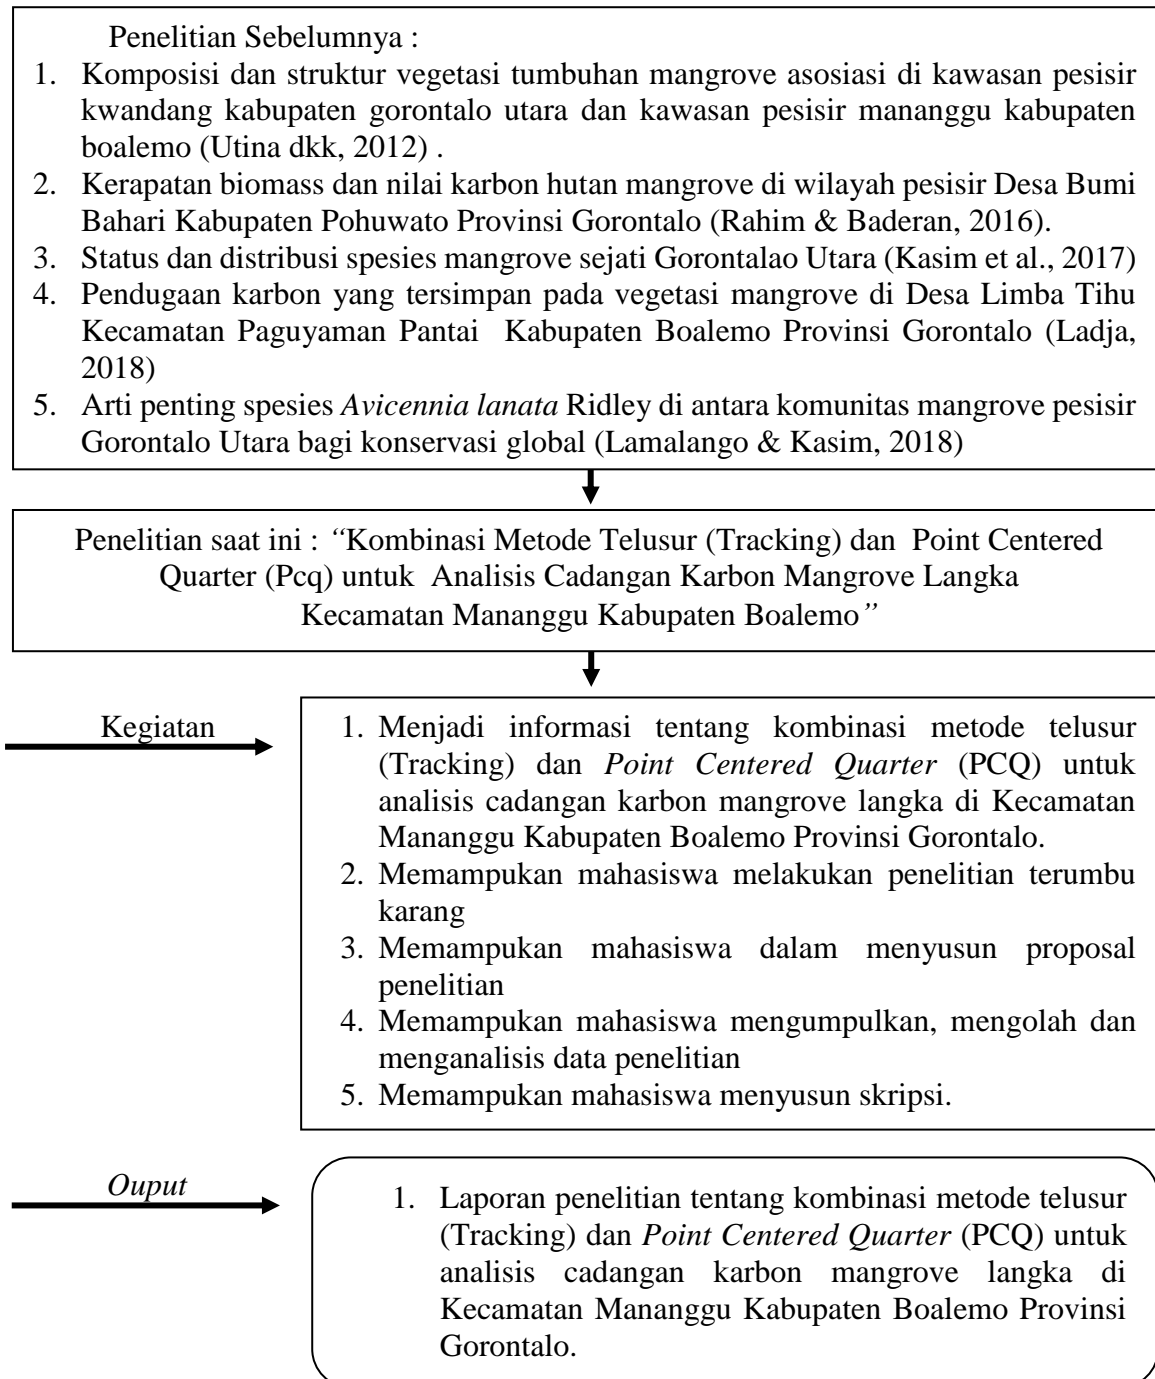 Penelitian Sebelumnya :
1. Komposisi dan struktur vegetasi tumbuhan mangrove asosiasi di kawasan pesisir
kwandang kabupaten gorontalo utara dan kawasan pesisir mananggu kabupaten
boalemo (Utina dkk, 2012) .
2. Kerapatan biomass dan nilai karbon hutan mangrove di wilayah pesisir Desa Bumi
Bahari Kabupaten Pohuwato Provinsi Gorontalo (Rahim & Baderan, 2016).
3. Status dan distribusi spesies mangrove sejati Gorontalao Utara (Kasim et al., 2017)
4. Pendugaan karbon yang tersimpan pada vegetasi mangrove di Desa Limba Tihu
Kecamatan Paguyaman Pantai Kabupaten Boalemo Provinsi Gorontalo (Ladja,
2018)
5. Arti penting spesies Avicennia lanata Ridley di antara komunitas mangrove pesisir
Gorontalo Utara bagi konservasi global (Lamalango & Kasim, 2018)
Penelitian saat ini : “Kombinasi Metode Telusur (Tracking) dan Point Centered
Quarter (Pcq) untuk Analisis Cadangan Karbon Mangrove Langka
Kecamatan Mananggu Kabupaten Boalemo”
Kegiatan
1. Menjadi informasi tentang kombinasi metode telusur
(Tracking) dan Point Centered Quarter (PCQ) untuk
analisis cadangan karbon mangrove langka di Kecamatan
Mananggu Kabupaten Boalemo Provinsi Gorontalo.
2. Memampukan mahasiswa melakukan penelitian terumbu
karang
3. Memampukan mahasiswa dalam menyusun proposal
penelitian
4. Memampukan mahasiswa mengumpulkan, mengolah dan
menganalisis data penelitian
5. Memampukan mahasiswa menyusun skripsi.
Ouput
1. Laporan penelitian tentang kombinasi metode telusur
(Tracking) dan Point Centered Quarter (PCQ) untuk
analisis cadangan karbon mangrove langka di
Kecamatan Mananggu Kabupaten Boalemo Provinsi
Gorontalo.